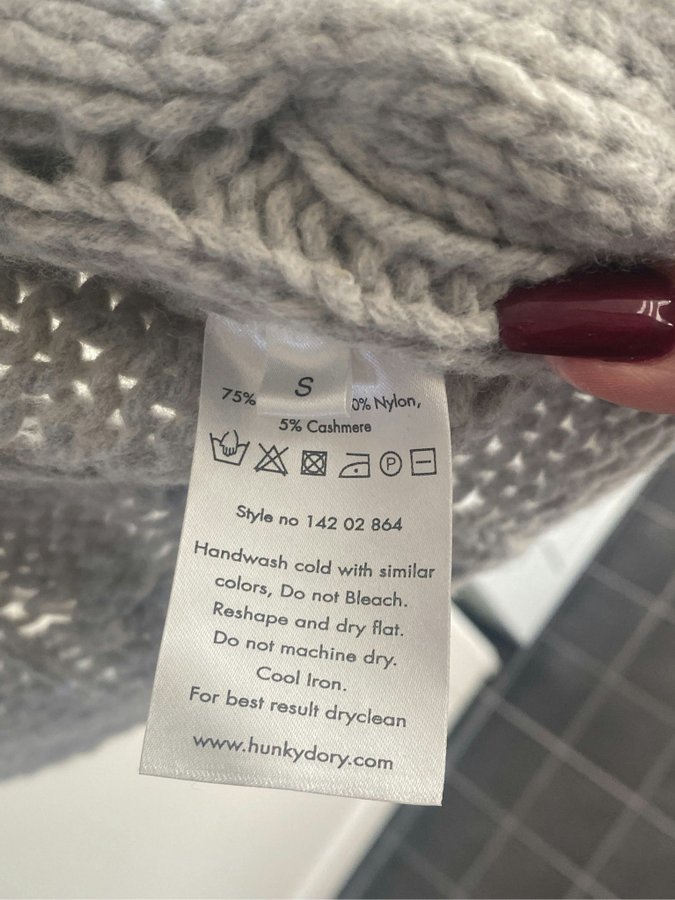 S
75% 0% Nylon,
5% Cashmere
P
Style no 142 02 864
Handwash cold with similar
colors, Do not Bleach.
Reshape and dry flat.
Do not machine dry.
Cool Iron.
For best result dryclean
www.hunkydory.com